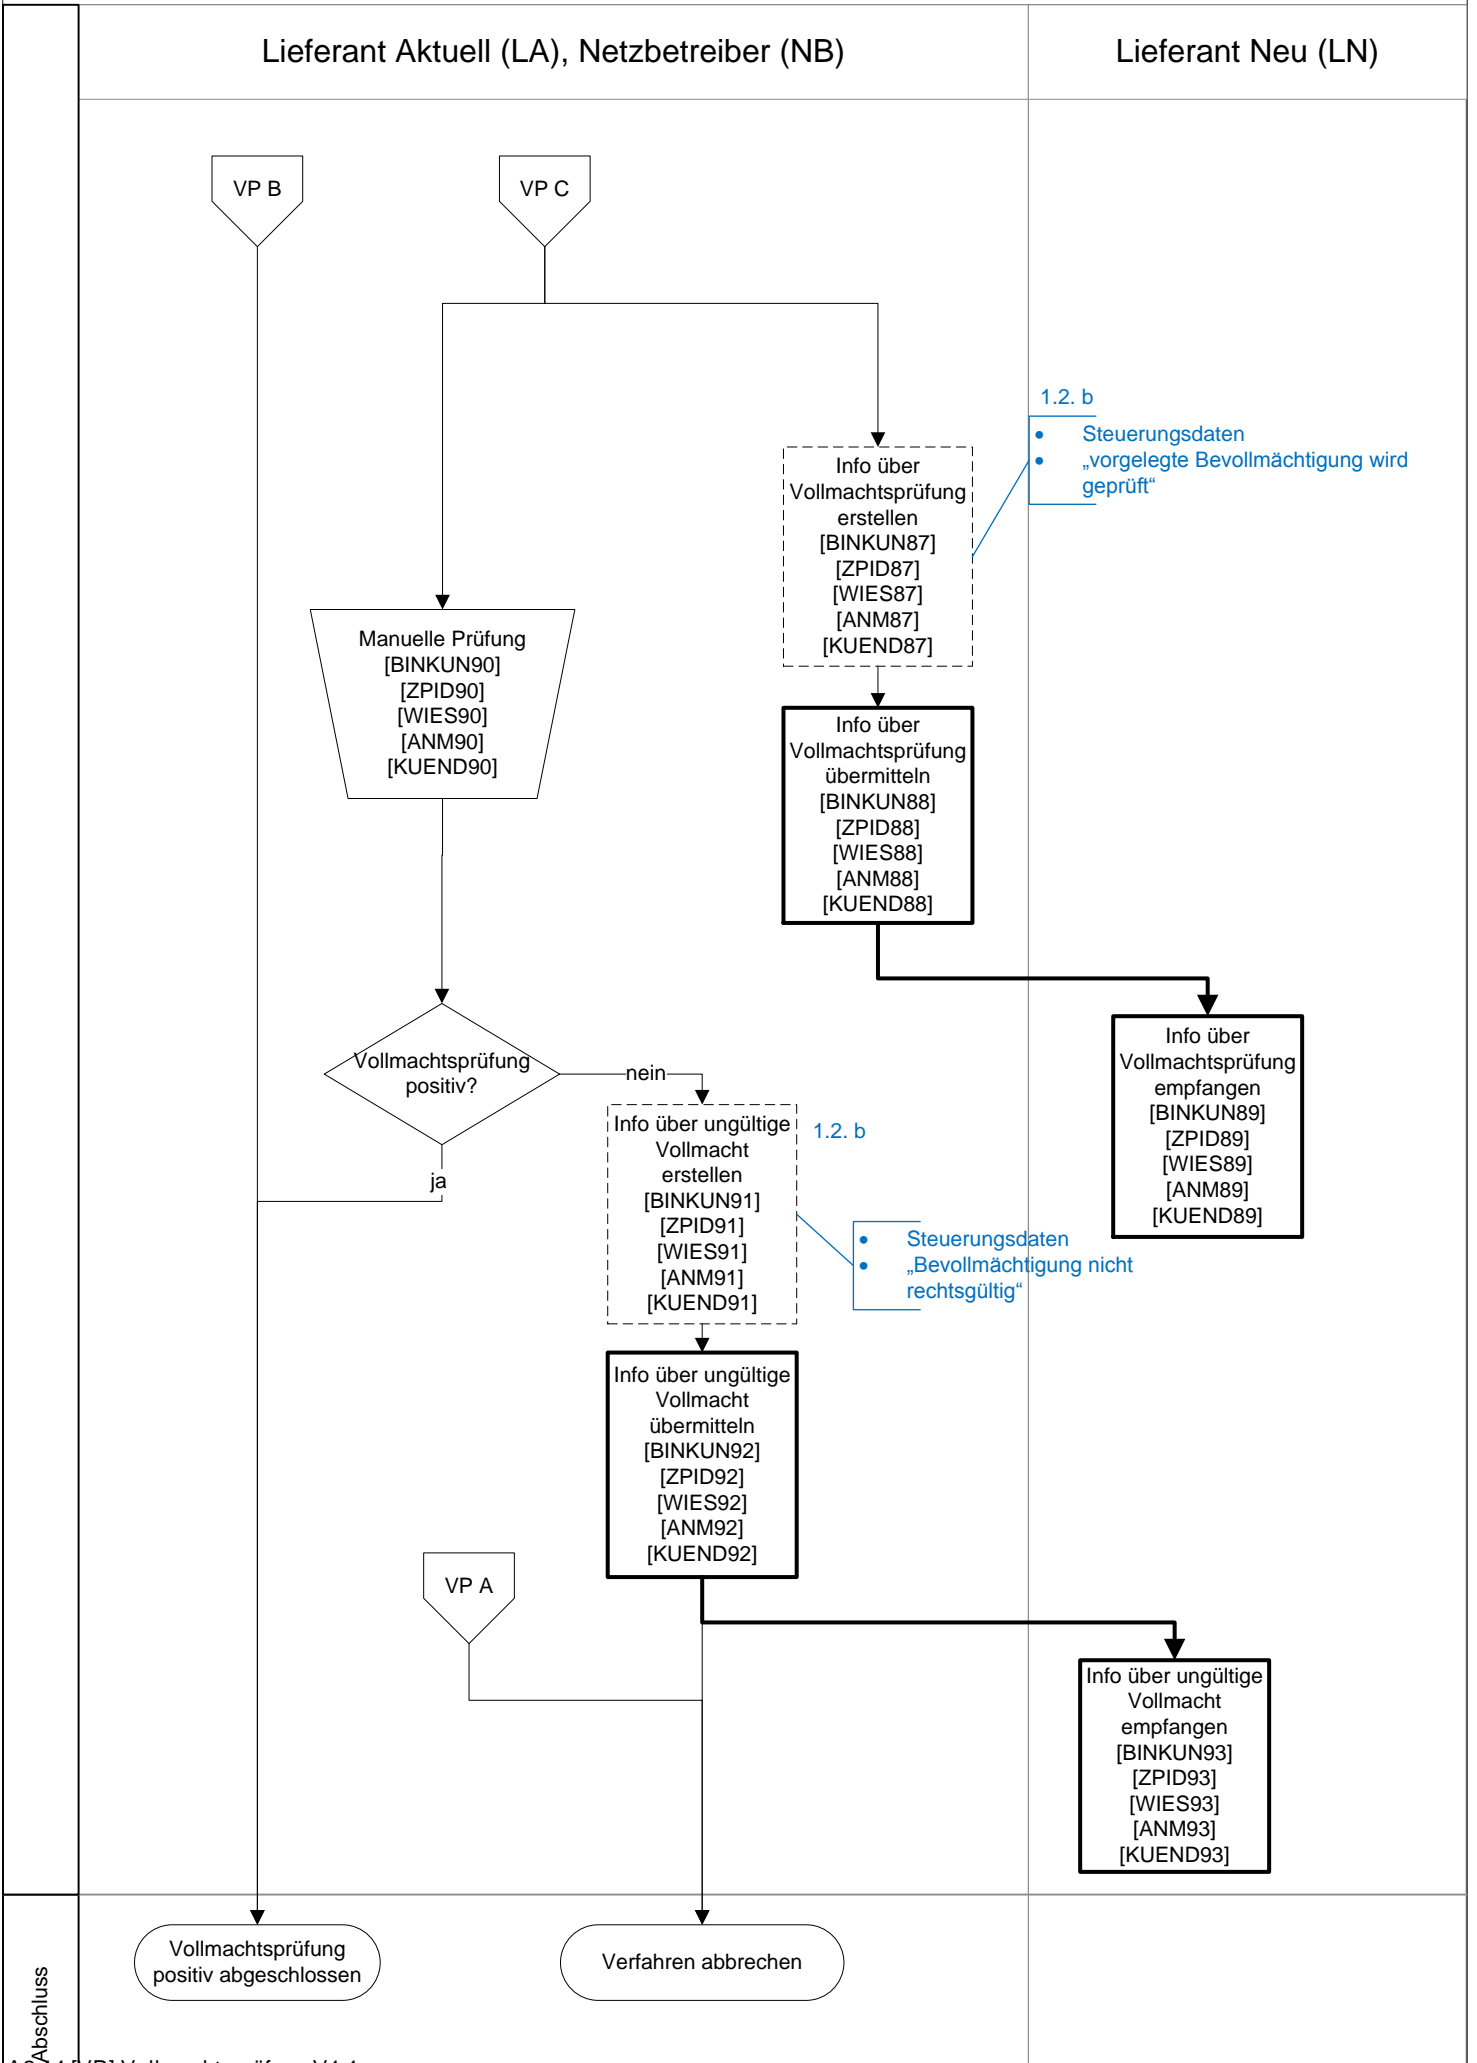 Lieferant Aktuell (LA), Netzbetreiber (NB)
Lieferant Neu (LN)
VP B
VP C
1.2. b
• Steuerungsdaten
• „vorgelegte Bevollmächtigung wird
geprüft“
Info über
Vollmachtsprüfung
erstellen
[BINKUN87]
[ZPID87]
[WIES87]
[ANM87]
[KUEND87]
Manuelle Prüfung
[BINKUN90]
[ZPID90]
[WIES90]
[ANM90]
[KUEND90]
Info über
Vollmachtsprüfung
übermitteln
[BINKUN88]
[ZPID88]
[WIES88]
[ANM88]
[KUEND88]
Info über
Vollmachtsprüfung
empfangen
[BINKUN89]
[ZPID89]
[WIES89]
[ANM89]
[KUEND89]
Vollmachtsprüfung
positiv?
nein
ja
Info über ungültige
Vollmacht
erstellen
[BINKUN91]
[ZPID91]
[WIES91]
[ANM91]
[KUEND91]
1.2. b
• Steuerungsdaten
• „Bevollmächtigung nicht
rechtsgültig“
Info über ungültige
Vollmacht
übermitteln
[BINKUN92]
[ZPID92]
[WIES92]
[ANM92]
[KUEND92]
VP A
Info über ungültige
Vollmacht
empfangen
[BINKUN93]
[ZPID93]
[WIES93]
[ANM93]
[KUEND93]
Vollmachtsprüfung
positiv abgeschlossen
Verfahren abbrechen
Abschluss